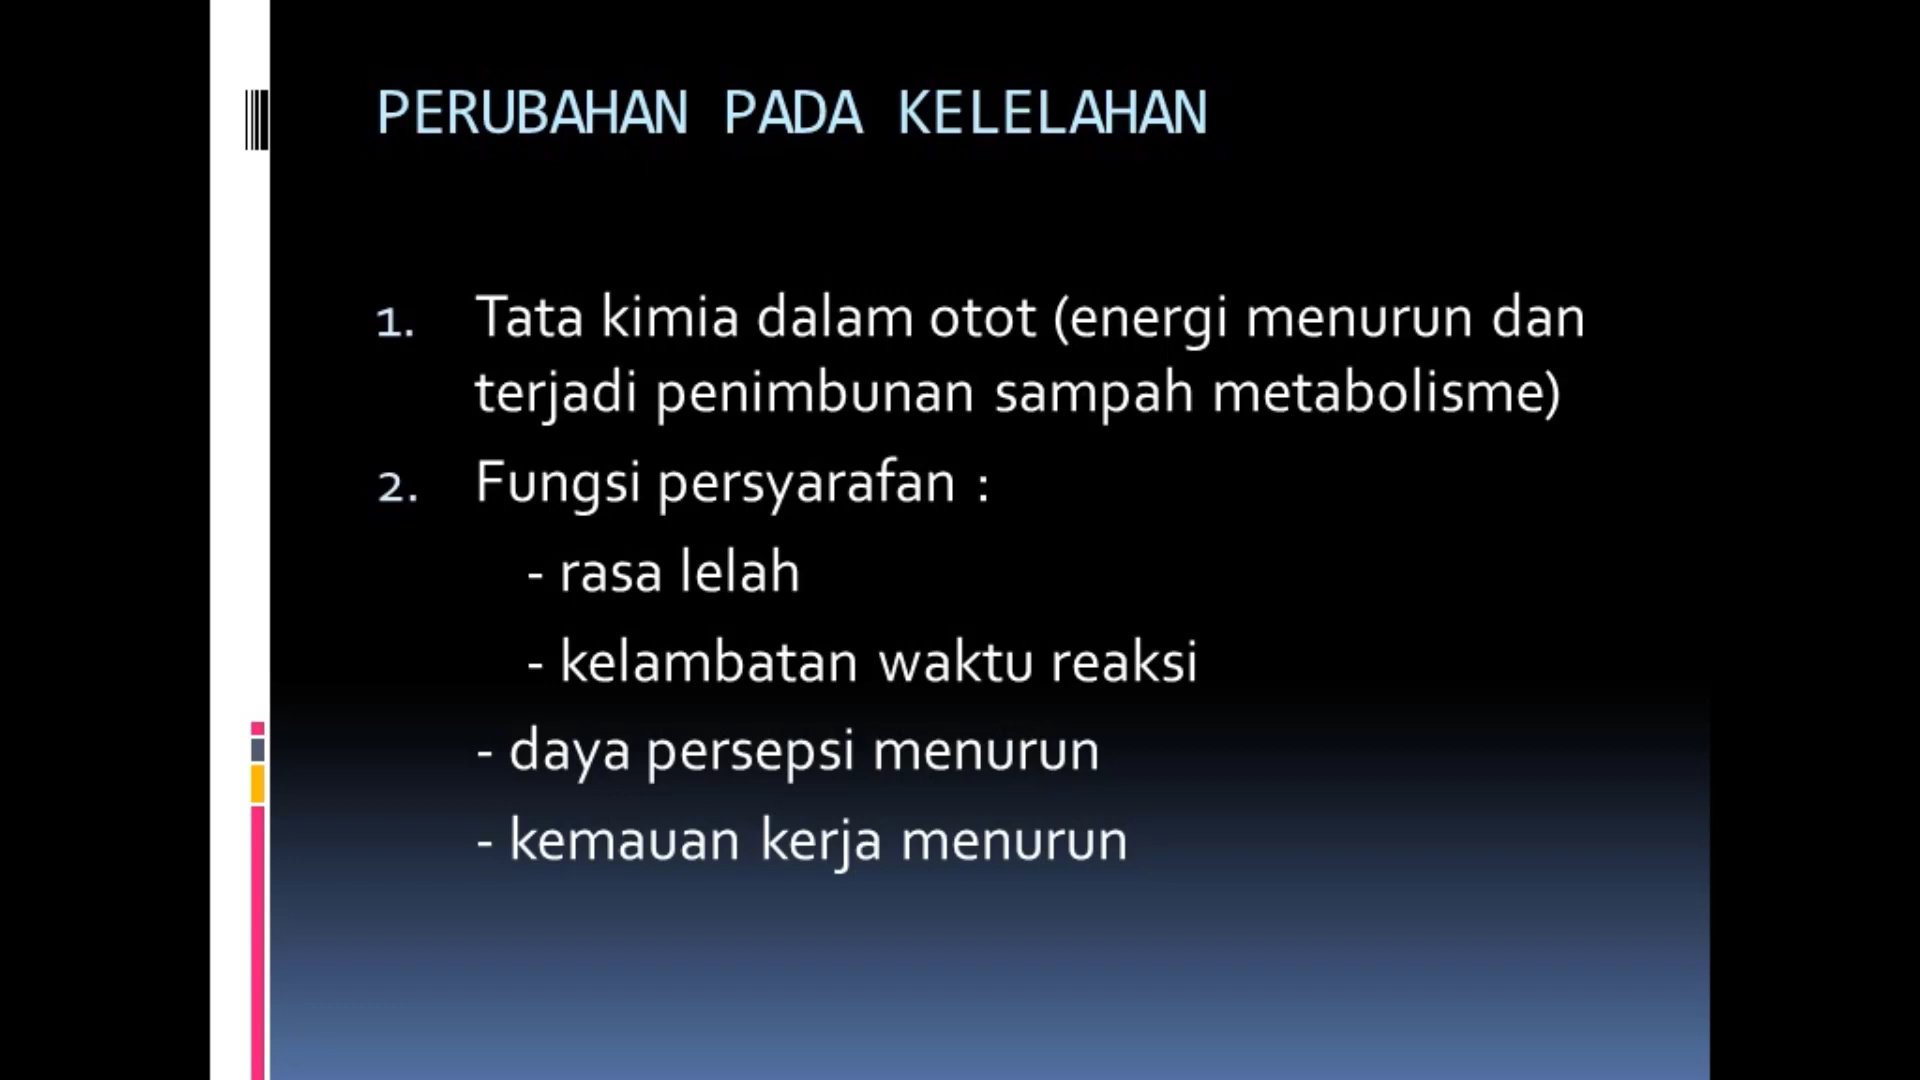 PERUBAHAN PADA KELELAHAN
1. Tata kimia dalam otot (energi menurun dan
terjadi penimbunan sampah metabolisme)
2. Fungsi persyarafan :
- rasa lelah
- kelambatan waktu reaksi
- daya persepsi menurun
- kemauan kerja menurun